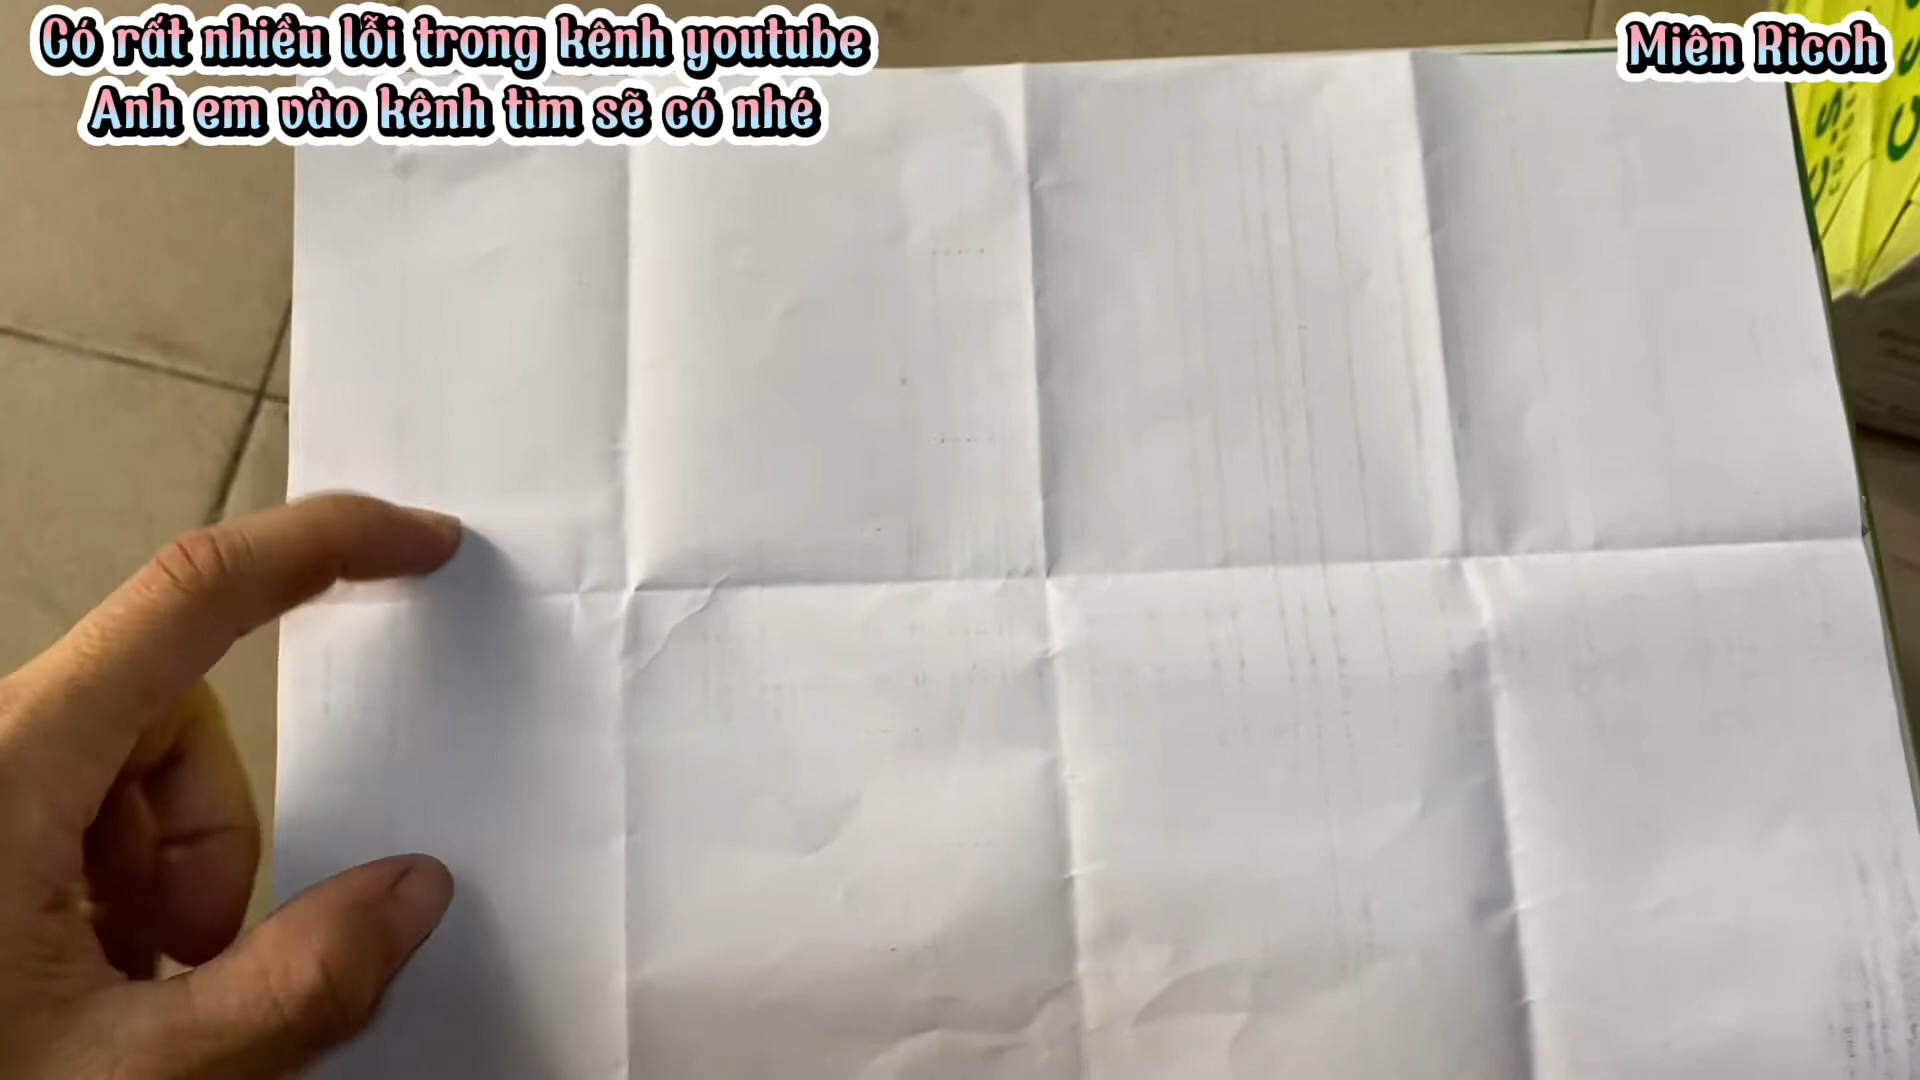 Có rất nhiều lỗi trong kênh youtube
Anh em vào kênh tìm sẽ có nhé
Miên Ricoh